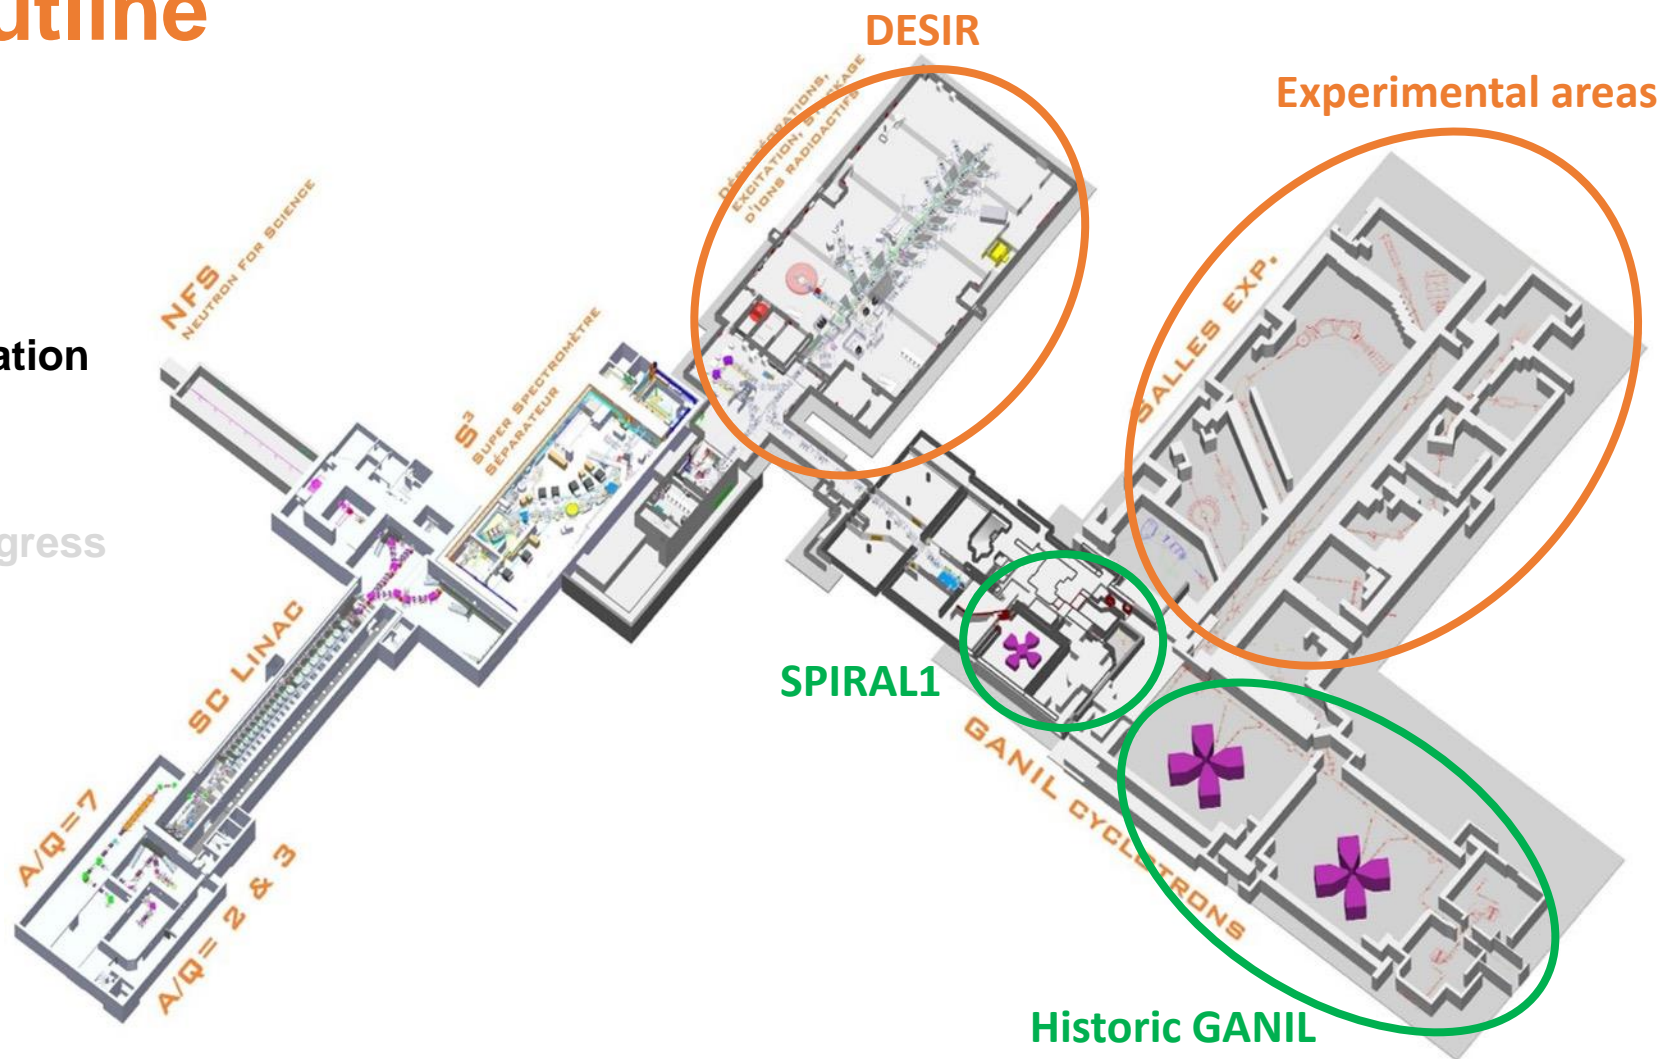 utline
DESIR
Experimental areas
DÉSINTÉGRATIONS,
EXCITATION, STOCKAGE
D'IONS RADIOACTIFS
NFS
NEUTRON FOR SCIENCE
SALLES EXP.
ation
S³
SUPER SPECTROMÈTRE
SÉPARATEUR
gress
SC LINAC
SPIRAL1
GANIL CYCLOTRONS
A/Q=7
A/Q= 2 & 3
Historic GANIL